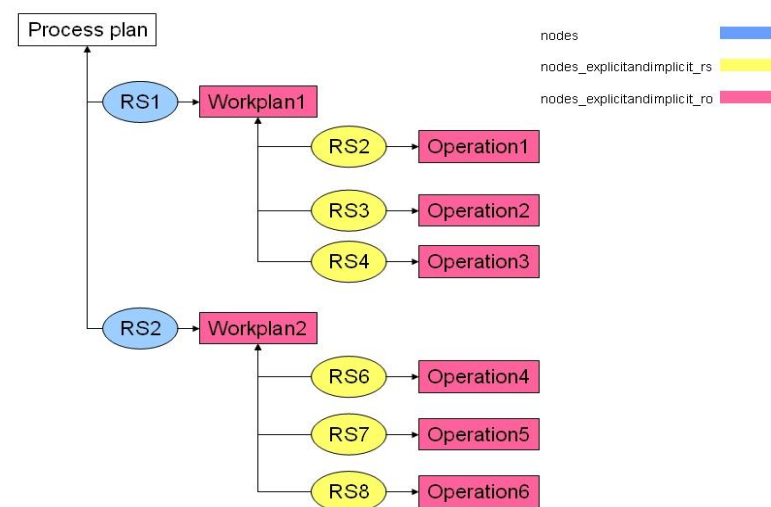 Process plan
nodes
nodes_explicitandimplicit_rs
nodes_explicitandimplicit_ro
RS1 Workplan1
RS2 Operation1
RS3 Operation2
RS4 Operation3
RS2 Workplan2
RS6 Operation4
RS7 Operation5
RS8 Operation6